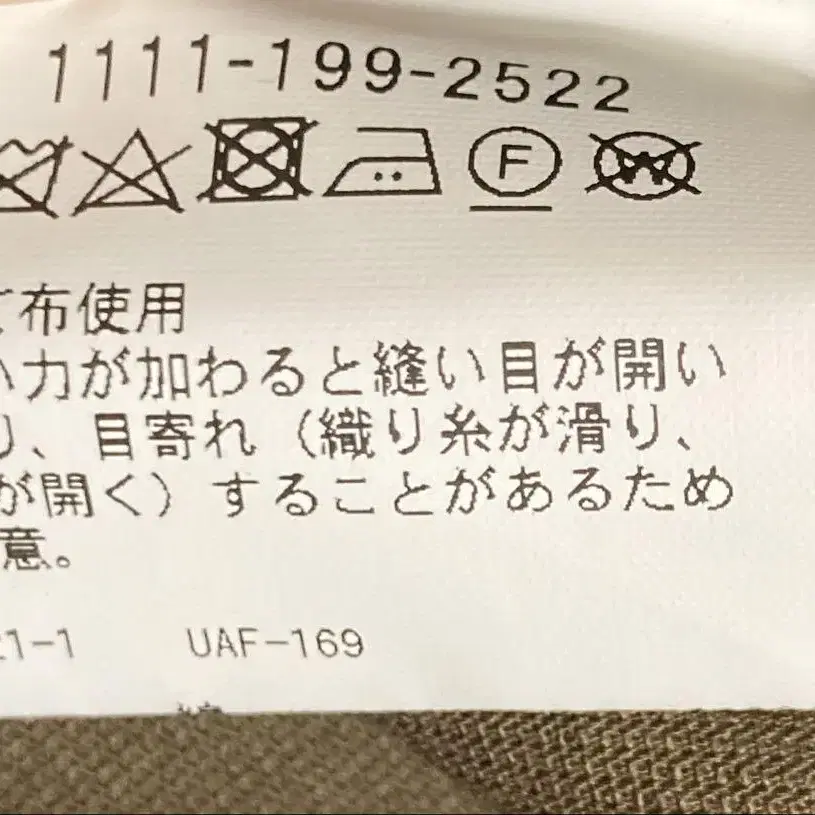 1111-199-2522
F
W
布使用
力が加わると縫い目が開い
、目寄れ（織り糸が滑り、
が開く）することがあるため
意。
21-1 UAF-169